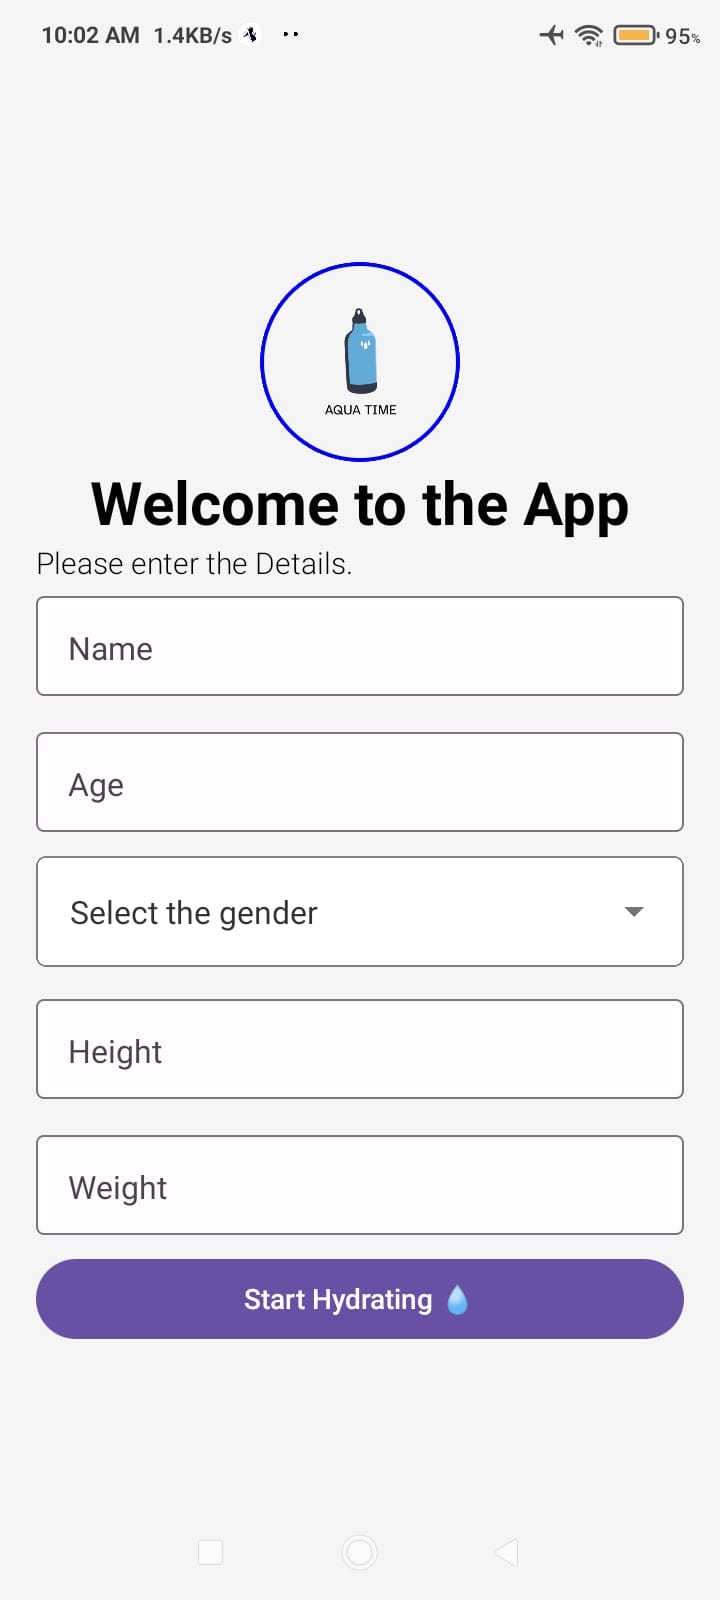 10:02 AM 1.4KB/s 95%
AQUA TIME
Welcome to the App
Please enter the Details.
Name
Age
Select the gender
Height
Weight
Start Hydrating 💧